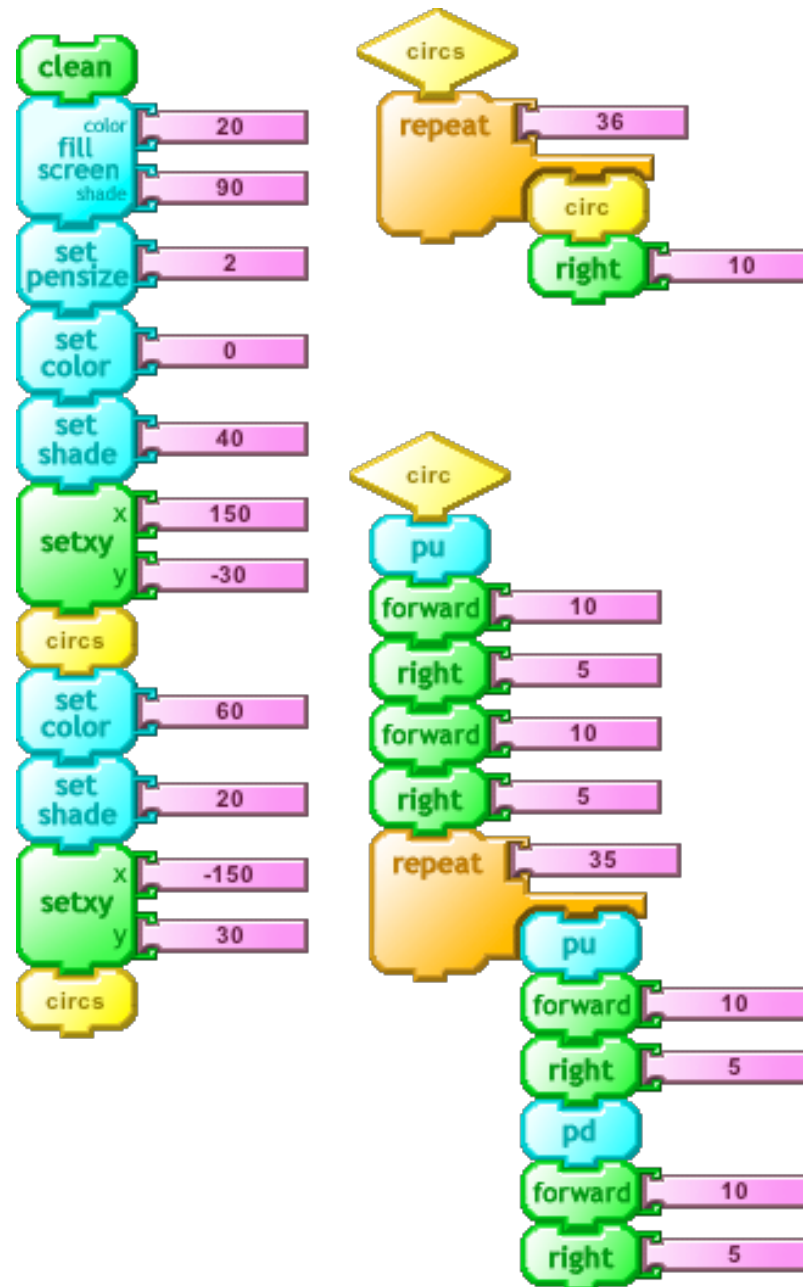 clean
color 20
fill
screen
shade 90
set
pensize 2
set
color 0
set
shade 40
x 150
setxy
y -30
circs
set
color 60
set
shade 20
x -150
setxy
y 30
circs
circs
repeat 36
circ
right 10
circ
pu
forward 10
right 5
forward 10
right 5
repeat 35
pu
forward 10
right 5
pd
forward 10
right 5